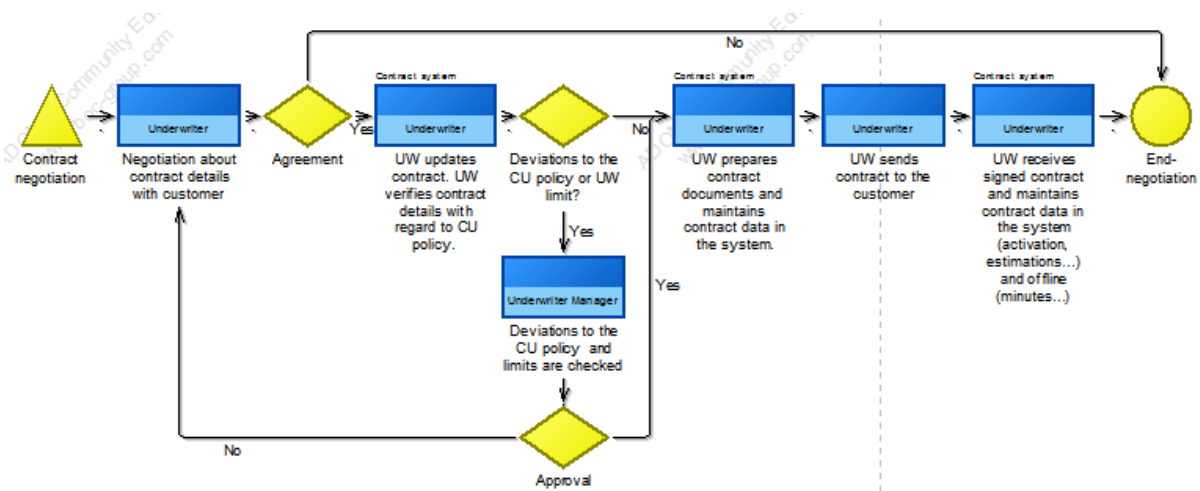 No
Contract system
Contract system
Contract system
Underwriter
Underwriter
Underwriter
Underwriter
Underwriter
Yes
No
Contract
negotiation
Negotiation about
contract details
with customer
Agreement
UW updates
contract. UW
verifies contract
details with
regard to CU
policy.
Deviations to the
CU policy or UW
limit?
UW prepares
contract
documents and
maintains
contract data in
the system.
UW sends
contract to the
customer
UW receives
signed contract
and maintains
contract data in
the system
(activation,
estimations...)
and offline
(minutes...)
End-
negotiation
Yes
Yes
Underwriter Manager
Deviations to the
CU policy and
limits are checked
No
Approval